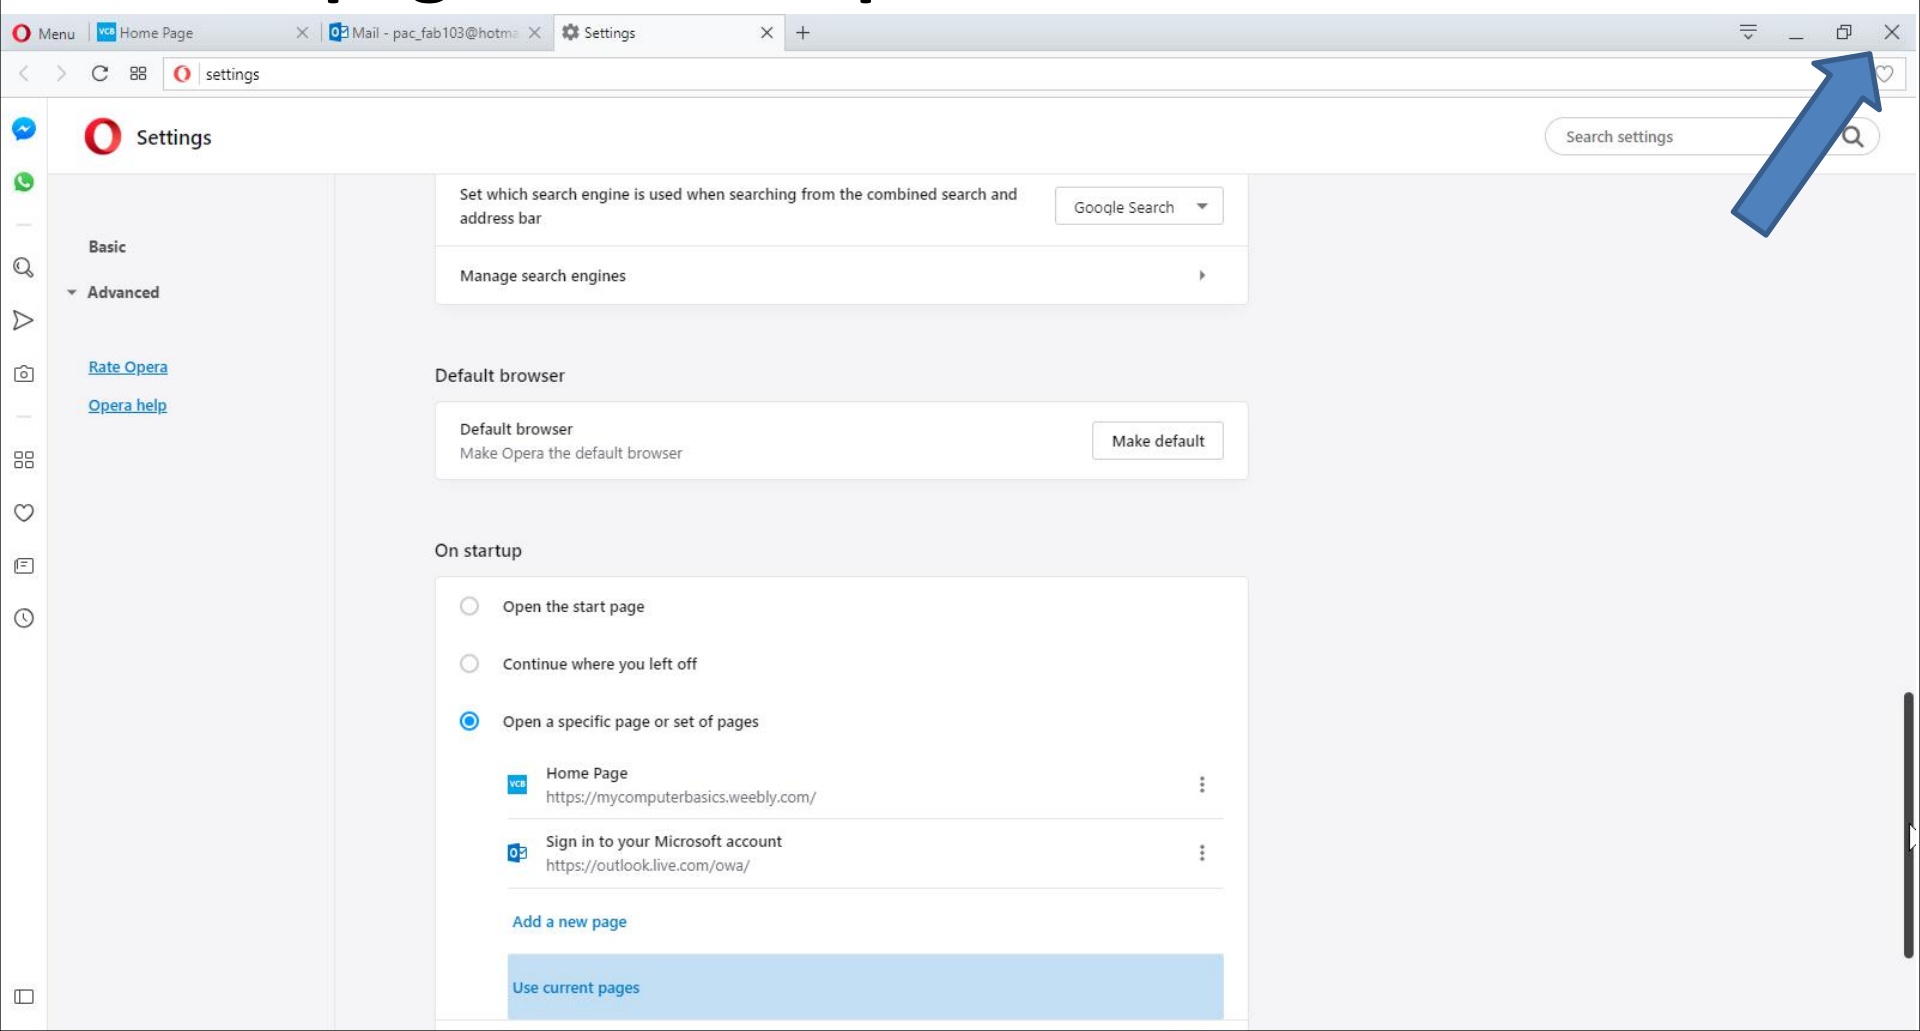 Menu
Home Page
Mail - pac_fab103@hotma
Settings
settings
Settings
Search settings
Set which search engine is used when searching from the combined search and
address bar
Google Search
Basic
Manage search engines
Advanced
Rate Opera
Default browser
Opera help
Default browser
Make Opera the default browser
Make default
On startup
Open the start page
Continue where you left off
Open a specific page or set of pages
VCB
Home Page
https://mycomputerbasics.weebly.com/
Sign in to your Microsoft account
https://outlook.live.com/owa/
Add a new page
Use current pages